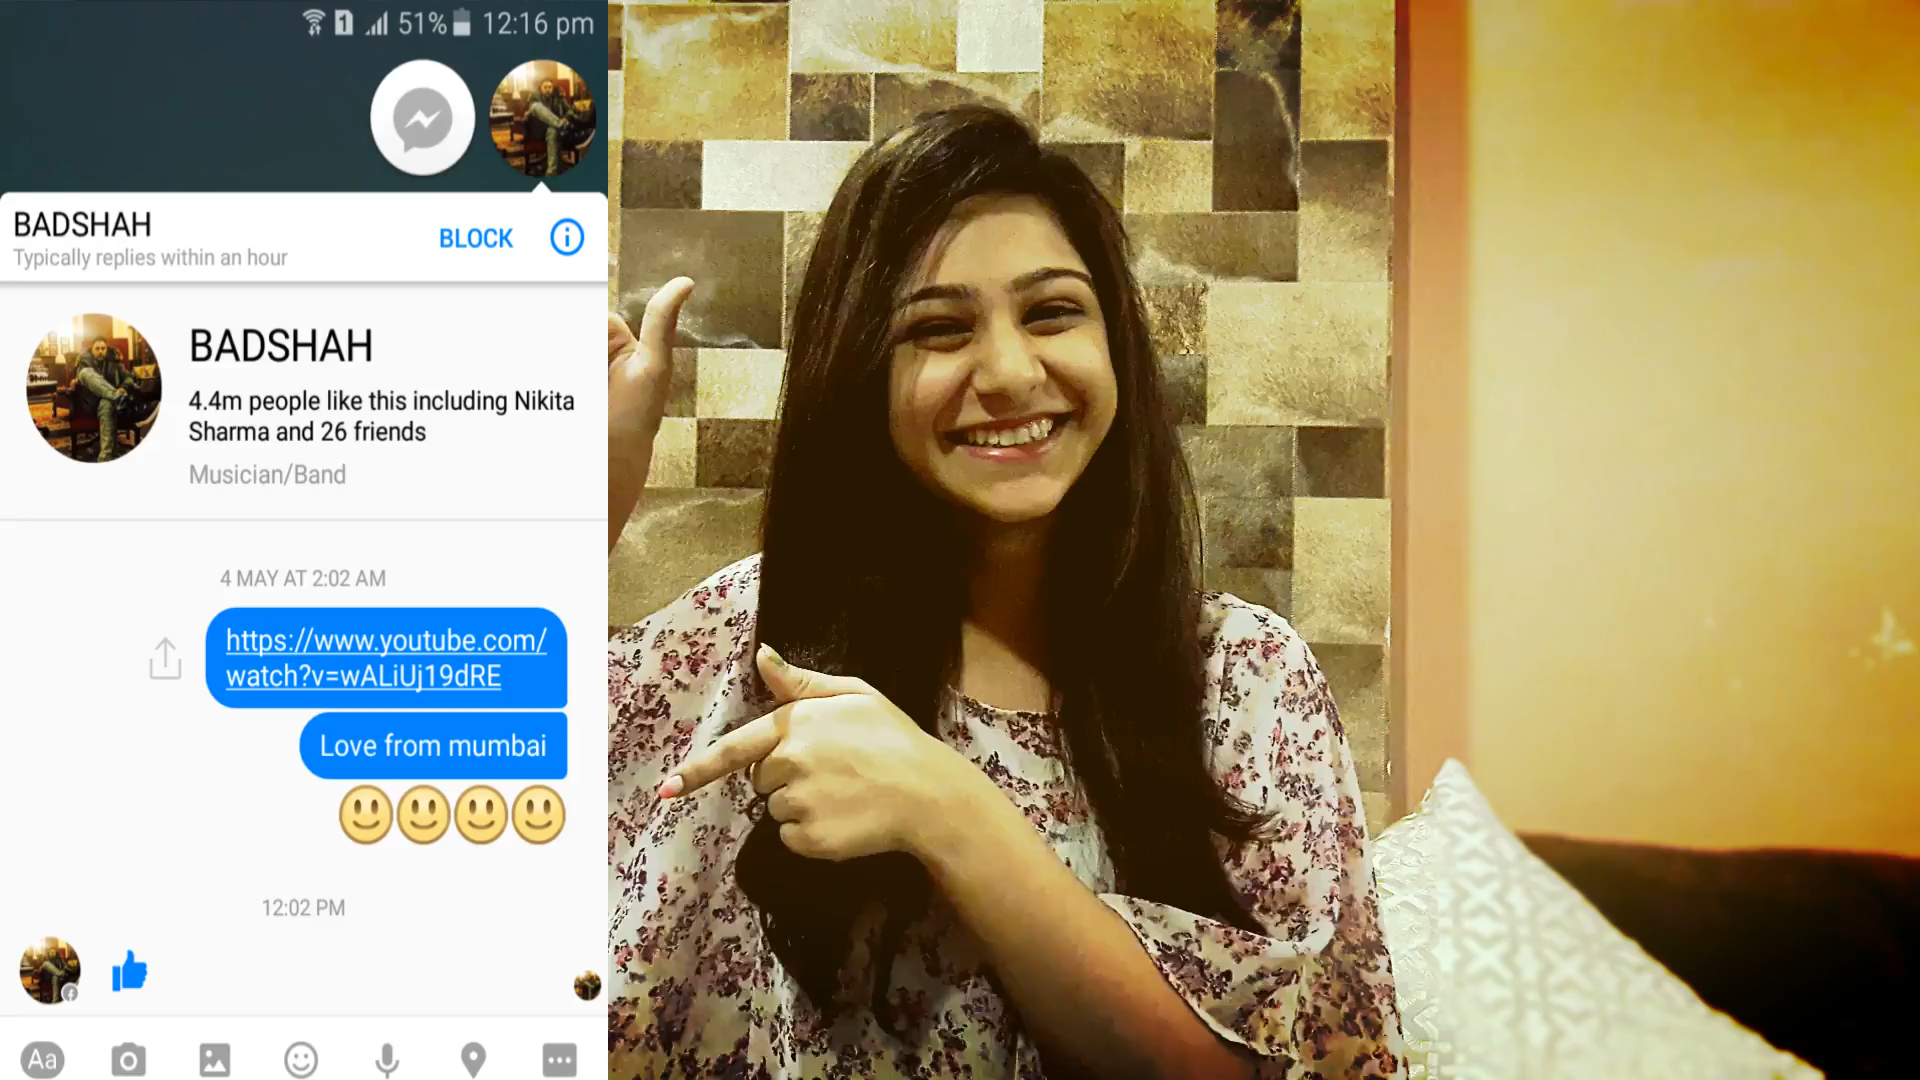 51% 12:16 pm
BADSHAH
Typically replies within an hour
BLOCK
BADSHAH
4.4m people like this including Nikita
Sharma and 26 friends
Musician/Band
4 MAY AT 2:02 AM
https://www.youtube.com/
watch?v=wALiUj19dRE
Love from mumbai
12:02 PM
Aa